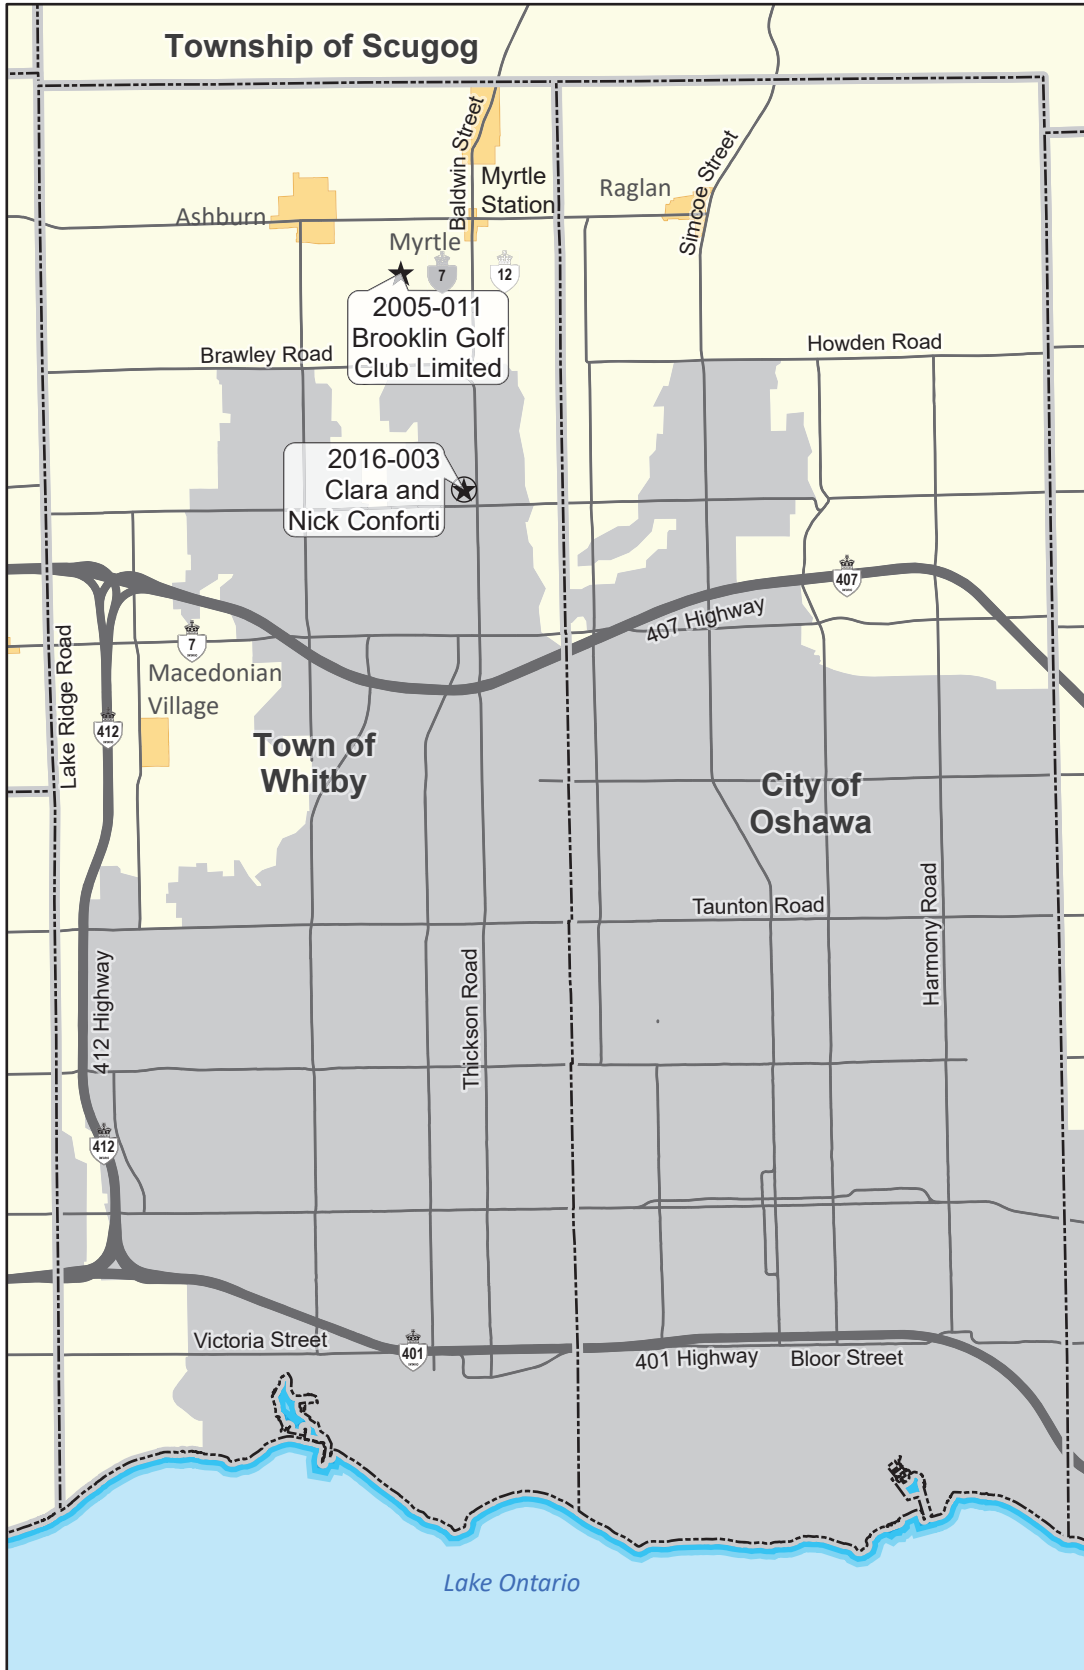 Township of Scugog
Baldwin Street
Simcoe Street
Myrtle
Station
Raglan
Ashburn
Myrtle
7
12
2005-011
Brooklin Golf
Club Limited
Brawley Road
Howden Road
2016-003
Clara and
Nick Conforti
407
407 Highway
7
Lake Ridge Road
Macedonian
Village
412
Town of
Whitby
City of
Oshawa
Taunton Road
Harmony Road
412 Highway
Thickson Road
412
Victoria Street
401
401 Highway
Bloor Street
Lake Ontario